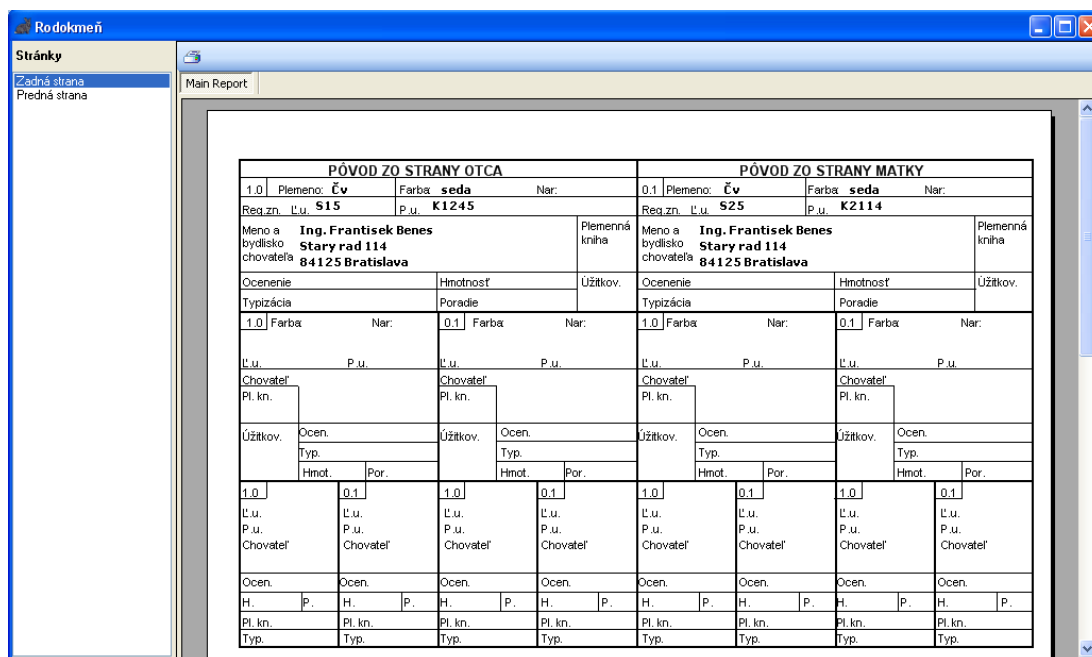 Rodokmeň
Stránky
Zadná strana
Predná strana
Main Report
PÔVOD ZO STRANY OTCA PÔVOD ZO STRANY MATKY
1.0 Plemeno: Čv Farba: seda Nar: 0.1 Plemeno: Čv Farba: seda Nar:
Reg.zn. Ľ.u. S15 P.u. K1245 Reg.zn. Ľ.u. S25 P.u. K2114
Meno a Ing. Frantisek Benes Plemenná Meno a Ing. Frantisek Benes Plemenná
bydlisko Stary rad 114 kniha bydlisko Stary rad 114 kniha
chovateľa 84125 Bratislava chovateľa 84125 Bratislava
Ocenenie Hmotnosť Úžitkov. Ocenenie Hmotnosť Úžitkov.
Typizácia Poradie Typizácia Poradie
1.0 Farba: Nar: 0.1 Farba: Nar: 1.0 Farba: Nar: 0.1 Farba: Nar:
Ľ.u. P.u. Ľ.u. P.u. Ľ.u. P.u. Ľ.u. P.u.
Chovateľ Chovateľ Chovateľ Chovateľ
Pl. kn. Pl. kn. Pl. kn. Pl. kn.
Úžitkov. Ocen. Úžitkov. Ocen. Úžitkov. Ocen. Úžitkov. Ocen.
Typ. Typ. Typ. Typ.
Hmot. Por. Hmot. Por. Hmot. Por. Hmot. Por.
1.0 0.1 1.0 0.1 1.0 0.1 1.0 0.1
Ľ.u. Ľ.u. Ľ.u. Ľ.u. Ľ.u. Ľ.u. Ľ.u. Ľ.u.
P.u. P.u. P.u. P.u. P.u. P.u. P.u. P.u.
Chovateľ Chovateľ Chovateľ Chovateľ Chovateľ Chovateľ Chovateľ Chovateľ
Ocen. Ocen. Ocen. Ocen. Ocen. Ocen. Ocen. Ocen.
H. P. H. P. H. P. H. P. H. P. H. P. H. P. H. P.
Pl. kn. Pl. kn. Pl. kn. Pl. kn. Pl. kn. Pl. kn. Pl. kn. Pl. kn.
Typ. Typ. Typ. Typ. Typ. Typ. Typ. Typ.